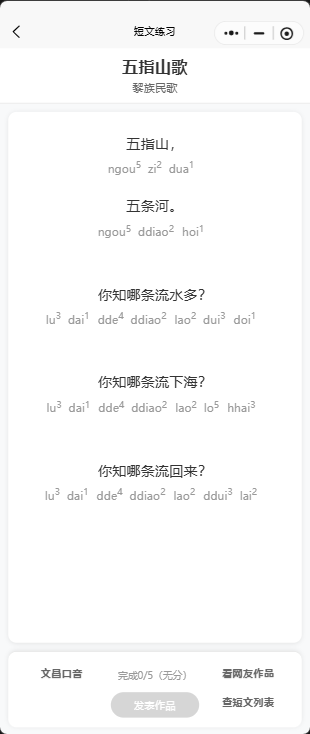 短文练习
五指山歌
黎族民歌
五指山，
ngou⁵ zi² dua¹
五条河。
ngou⁵ ddiao² hoi¹
你知哪条流水多？
lu³ dai¹ dde⁴ ddiao² lao² dui³ doi¹
你知哪条流下海？
lu³ dai¹ dde⁴ ddiao² lao² lo⁵ hhai³
你知哪条流回来？
lu³ dai¹ dde⁴ ddiao² lao² ddui³ lai²
文昌口音
完成0/5（无分）
看网友作品
发表作品
查短文列表